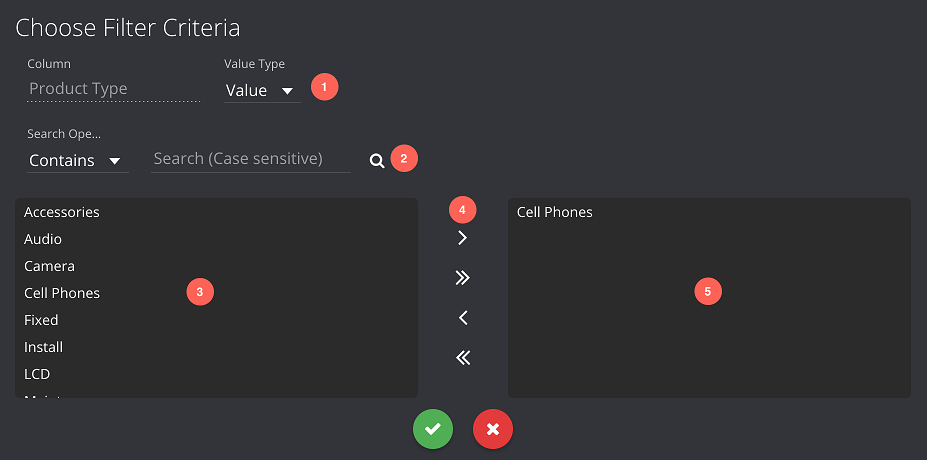 Choose Filter Criteria
Column
Value Type
Product Type
Value
1
Search Ope...
Contains
Search (Case sensitive)
2
Accessories
4
Cell Phones
Audio
Camera
Cell Phones
3
5
Fixed
Install
LCD